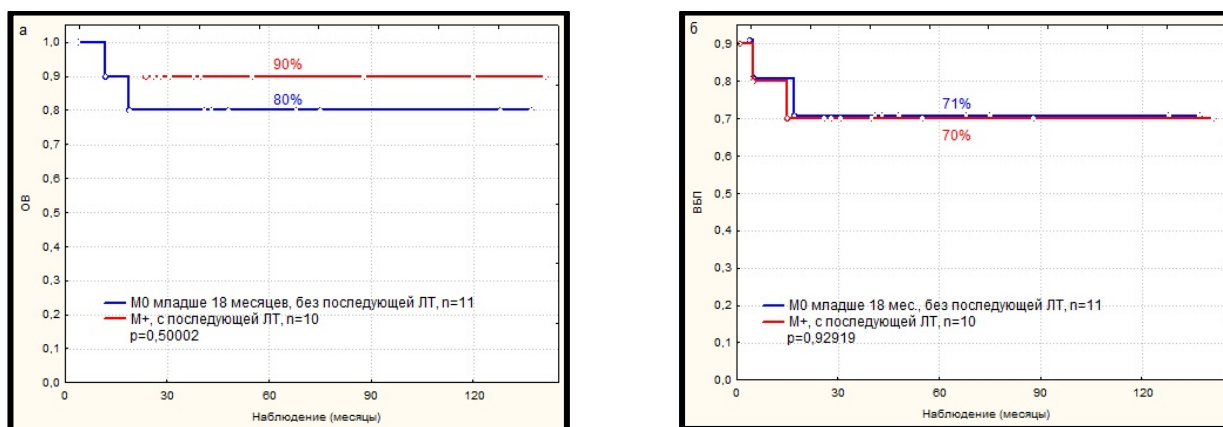 а
1,0
0,9
0,8
0,7
0,6
0,5
0,4
0,3
0,2
0,1
0,0
ОВ
90%
80%
М0 младше 18 месяцев, без последующей ЛТ, n=11
М+, с последующей ЛТ, n=10
p=0,50002
0 30 60 90 120
Наблюдение (месяцы)
б
0,9
0,8
0,7
0,6
0,5
0,4
0,3
0,2
0,1
0,0
ВБП
71%
70%
М0 младше 18 мес., без последующей ЛТ, n=11
М+, с последующей ЛТ, n=10
p=0,92919
0 30 60 90 120
Наблюдение (месяцы)